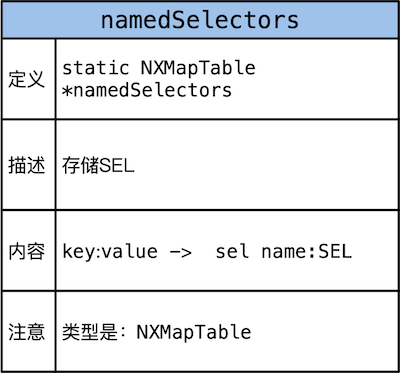 namedSelectors
定义
static NXMapTable
*namedSelectors
描述
存储SEL
内容
key:value -> sel name:SEL
注意
类型是：NXMapTable